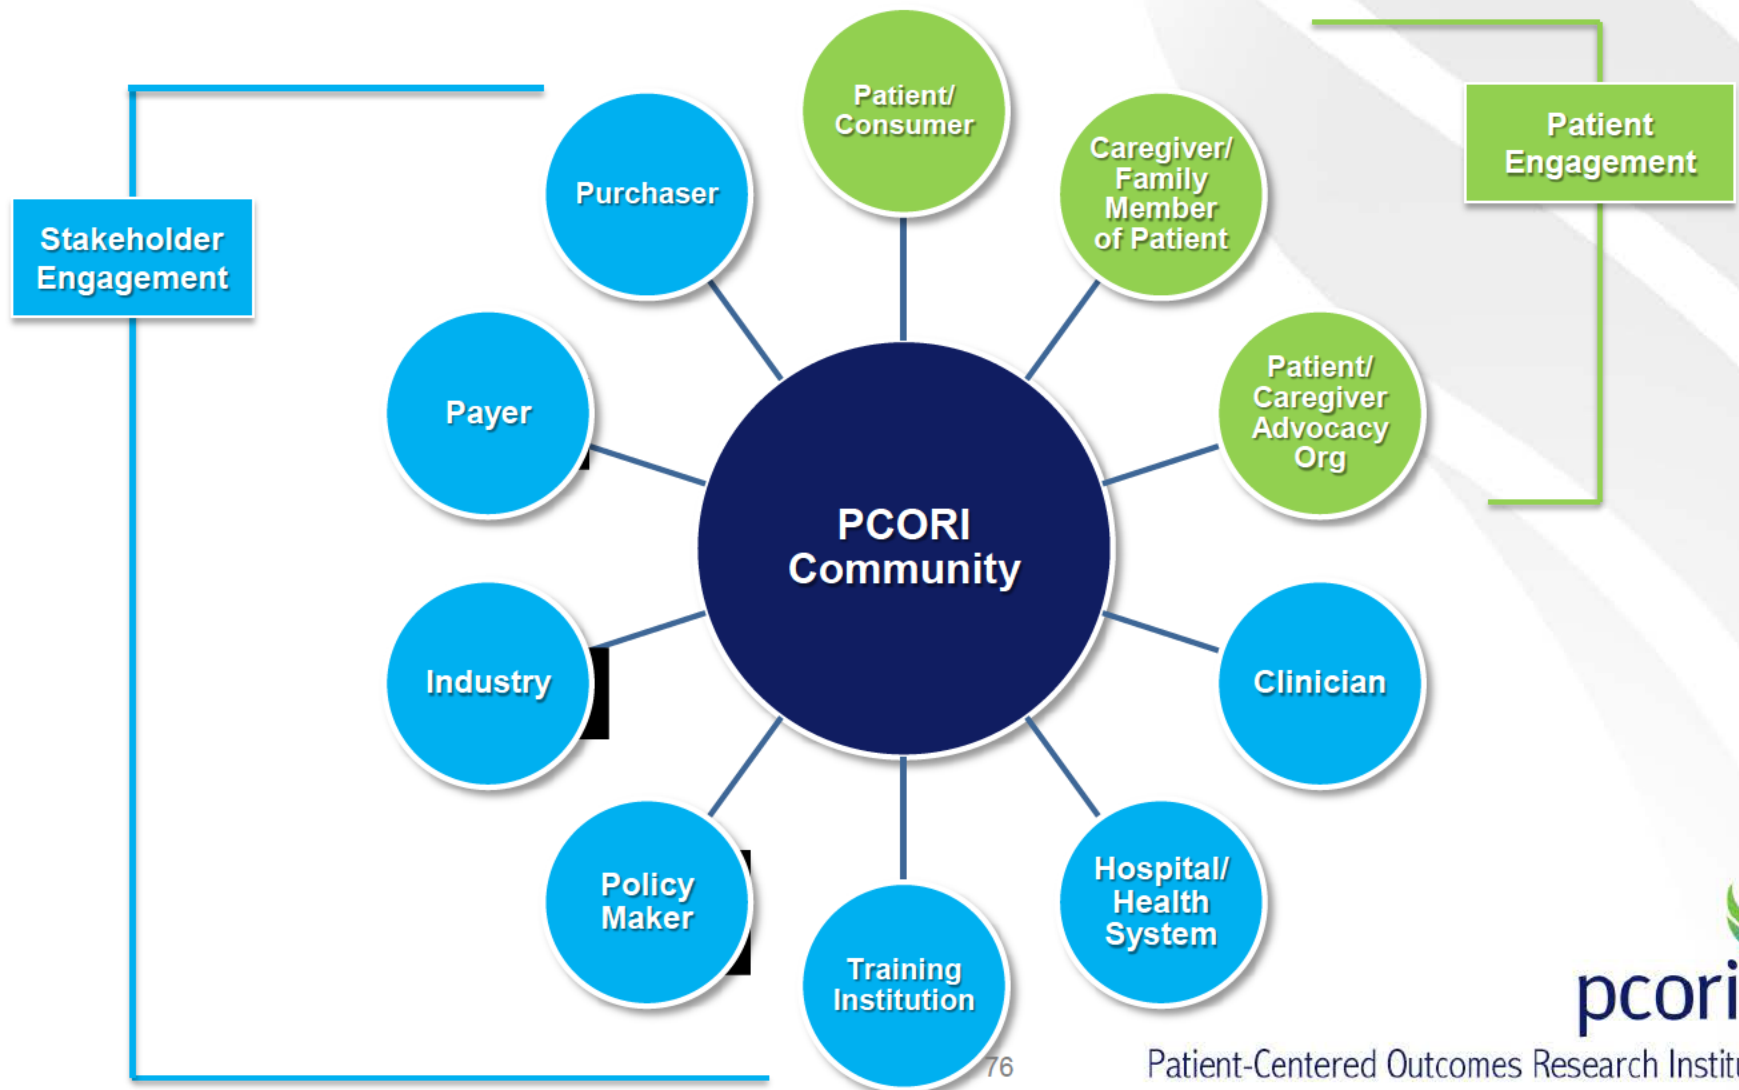 Patient/
Consumer
Caregiver/
Family
Member
of Patient
Patient
Engagement
Purchaser
Stakeholder
Engagement
Payer
Patient/
Caregiver
Advocacy
Org
PCORI
Community
Industry
Clinician
Policy
Maker
Hospital/
Health
System
Training
Institution
pcori
76
Patient-Centered Outcomes Research Institu